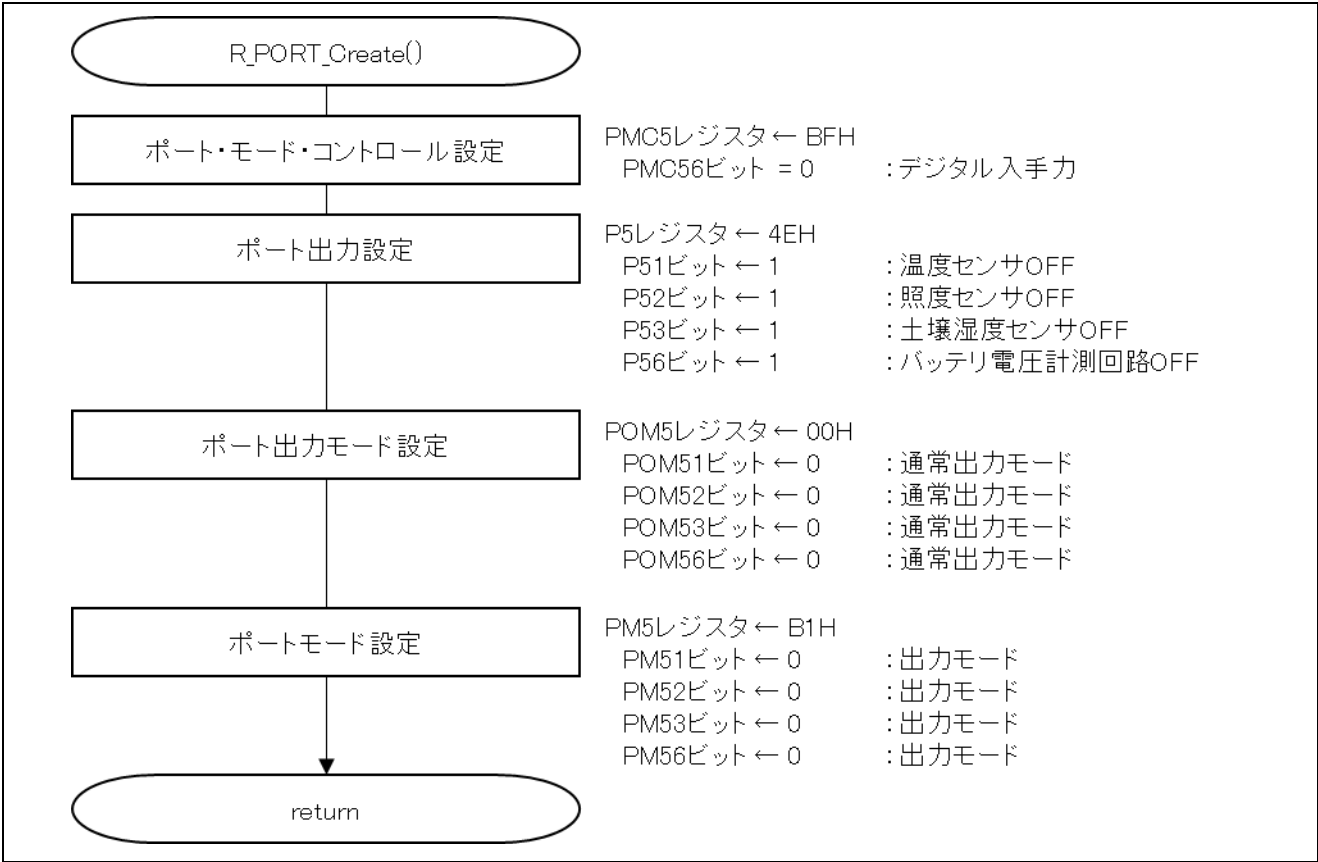 R_PORT_Create()
ポート・モード・コントロール設定
PMC5レジスタ ← BFH
PMC56ビット = 0 :デジタル入手力
ポート出力設定
P5レジスタ ← 4EH
P51ビット ← 1 :温度センサOFF
P52ビット ← 1 :照度センサOFF
P53ビット ← 1 :土壌湿度センサOFF
P56ビット ← 1 :バッテリ電圧計測回路OFF
ポート出力モード設定
POM5レジスタ ← 00H
POM51ビット ← 0 :通常出力モード
POM52ビット ← 0 :通常出力モード
POM53ビット ← 0 :通常出力モード
POM56ビット ← 0 :通常出力モード
ポートモード設定
PM5レジスタ ← B1H
PM51ビット ← 0 :出力モード
PM52ビット ← 0 :出力モード
PM53ビット ← 0 :出力モード
PM56ビット ← 0 :出力モード
return